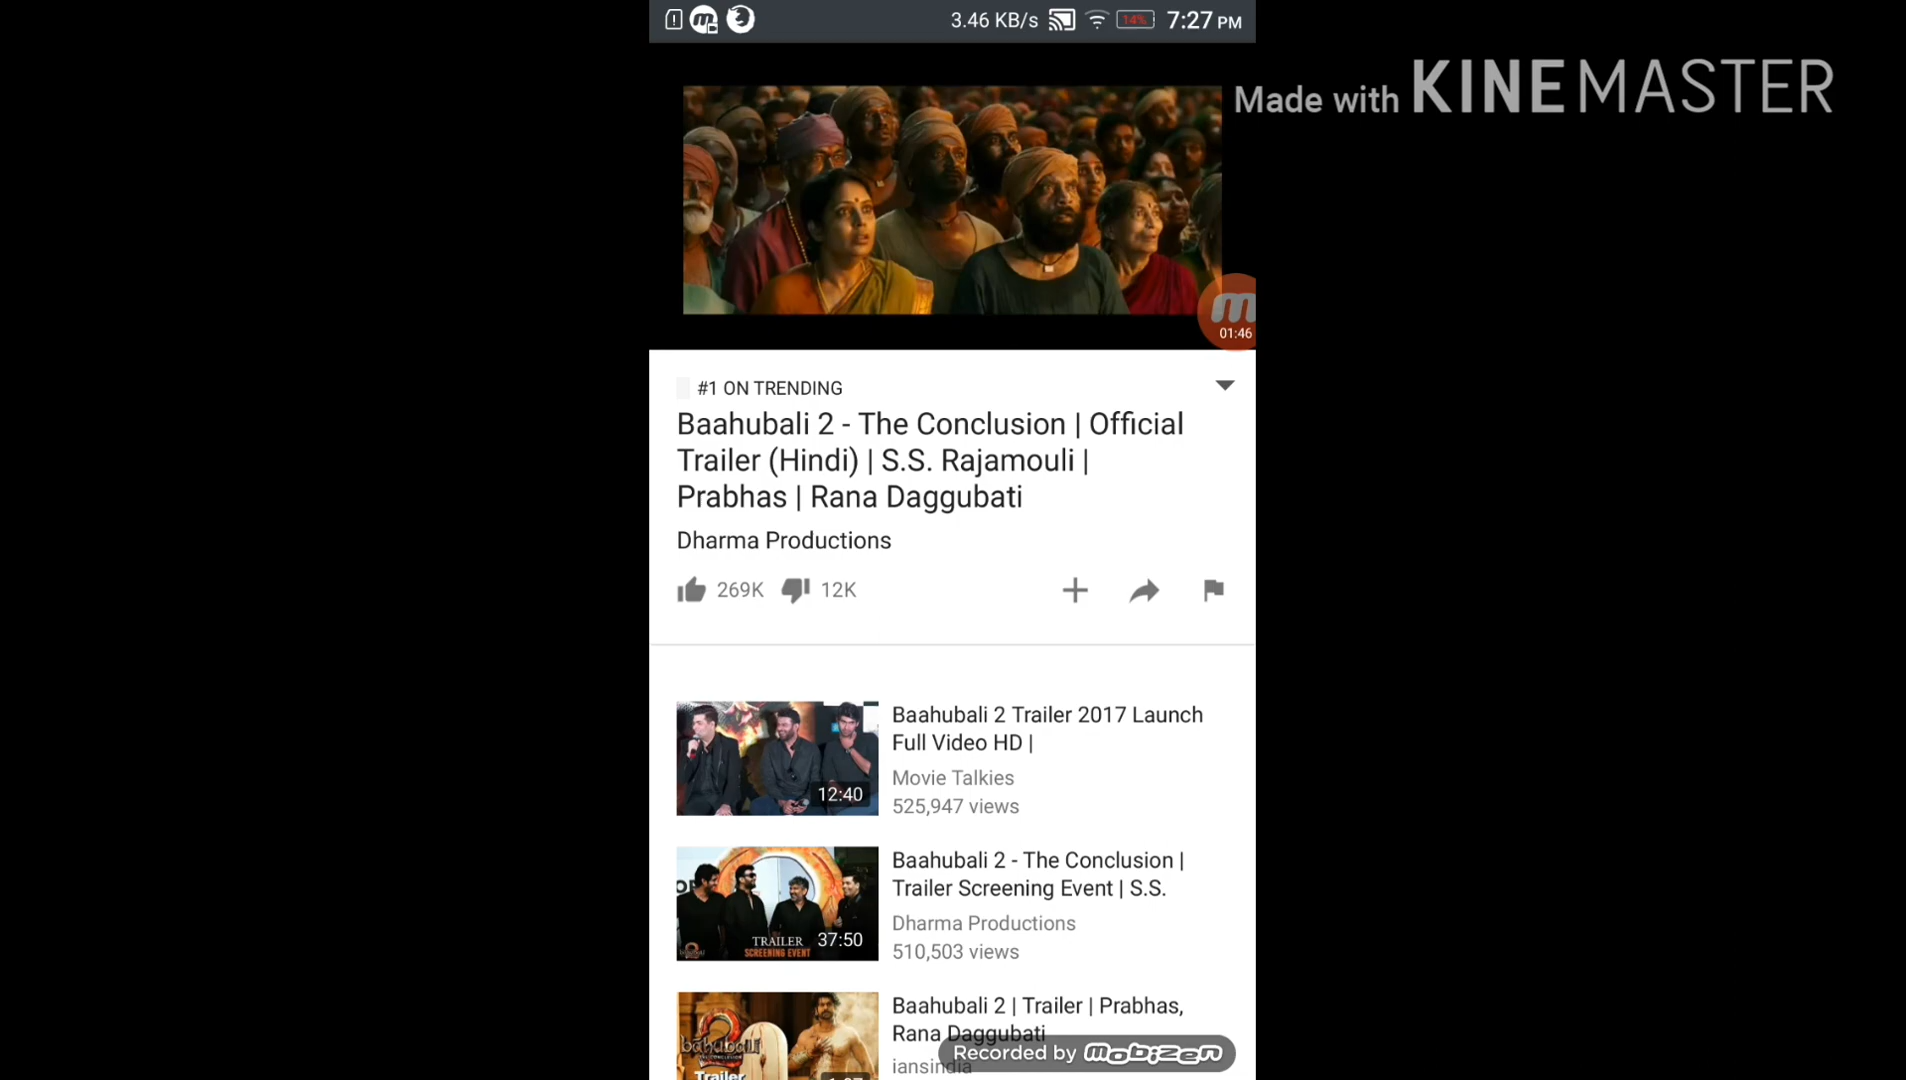 3.46 KB/s 14% 7:27 PM
Made with KINEMASTER
01:46
#1 ON TRENDING
Baahubali 2 - The Conclusion | Official
Trailer (Hindi) | S.S. Rajamouli |
Prabhas | Rana Daggubati
Dharma Productions
269K 12K
Baahubali 2 Trailer 2017 Launch
Full Video HD |
Movie Talkies
525,947 views
12:40
Baahubali 2 - The Conclusion |
Trailer Screening Event | S.S.
Dharma Productions
510,503 views
TRAILER
SCREENING EVENT
37:50
Baahubali 2 | Trailer | Prabhas,
Rana Daggubati
iansindia
Trailer
Recorded by mobizen